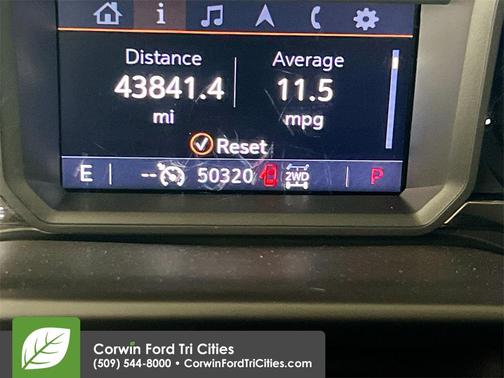 Distance Average
43841.4 11.5
mi mpg
Reset
E -- 50320 2WD P
Corwin Ford Tri Cities
(509) 544-8000 • CorwinFordTriCities.com